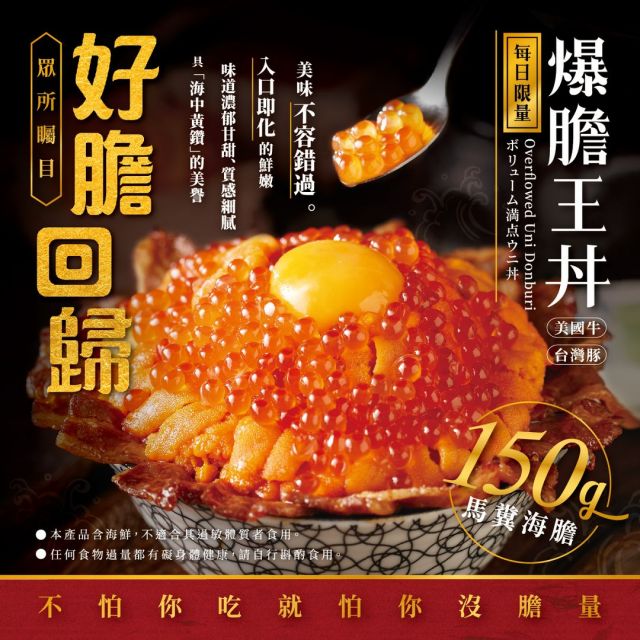 眾所矚目
好膽回歸
美味不容錯過。
入口即化的鮮嫩
味道濃郁甘甜、質感細膩
具「海中黃鑽」的美譽
每日限量
爆膽王丼
Overflowed Uni Donburi
ボリューム満点ウニ丼
美國牛
台灣豚
150g
馬糞海膽
●本產品含海鮮，不適合其過敏體質者食用。
●任何食物過量都有礙身體健康，請自行斟酌食用。
不怕你吃就怕你沒膽量